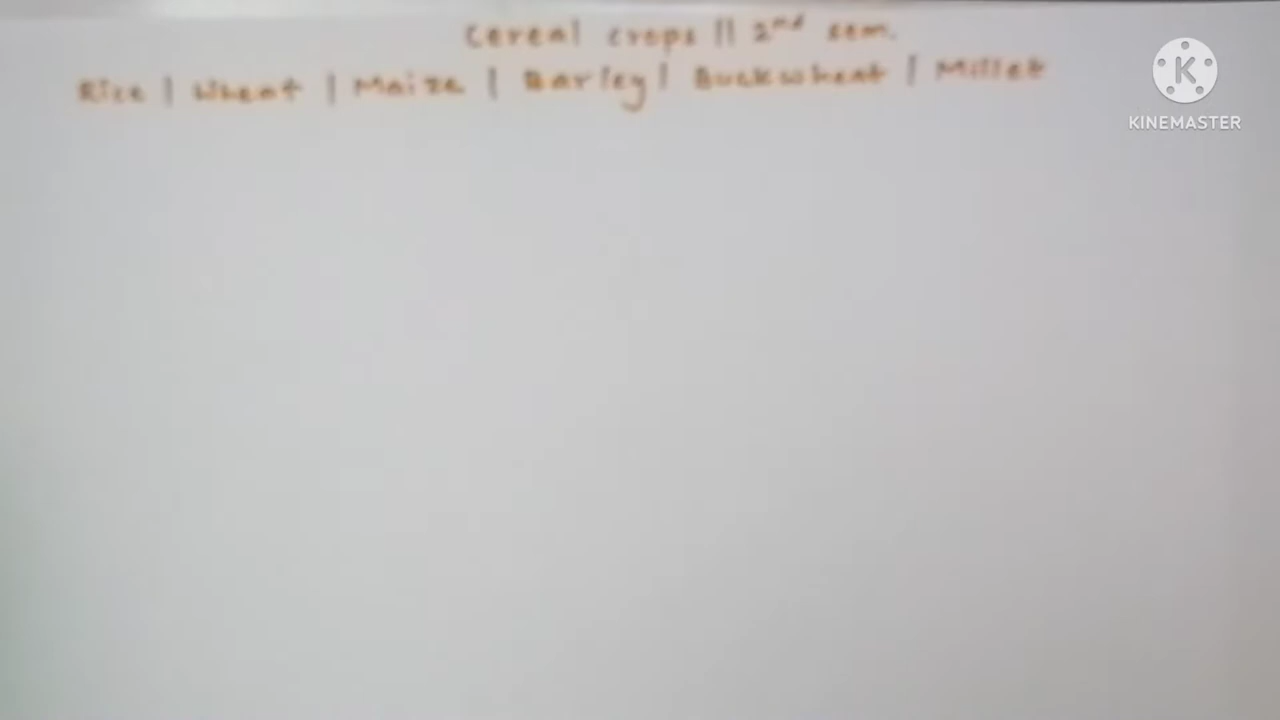 Cereal crops || 2nd sem.
Rice | Wheat | Maize | Barley | Buckwheat | Millet
KINEMASTER